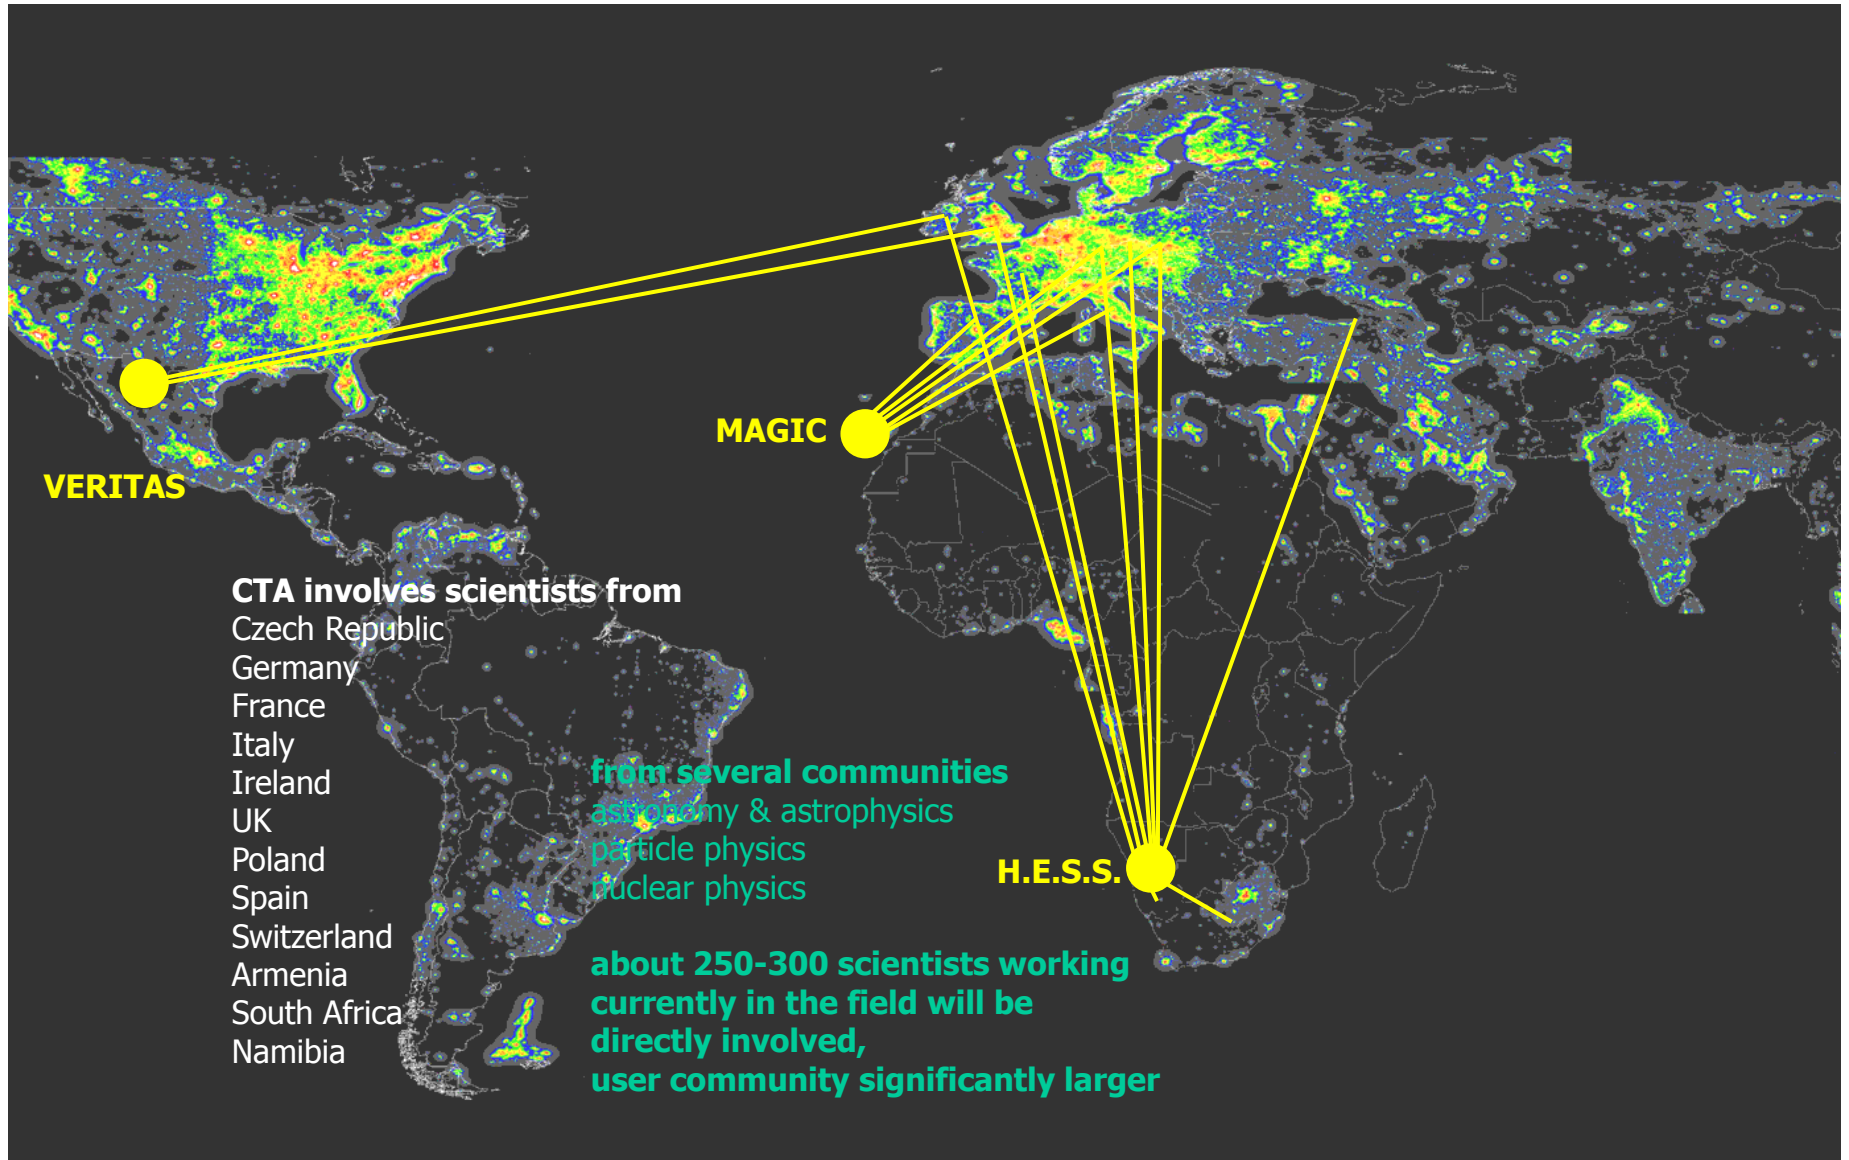 MAGIC
VERITAS
CTA involves scientists from
Czech Republic
Germany
France
Italy
Ireland
UK
Poland
Spain
Switzerland
Armenia
South Africa
Namibia
from several communities
astronomy & astrophysics
particle physics
nuclear physics
H.E.S.S.
about 250-300 scientists working
currently in the field will be
directly involved,
user community significantly larger